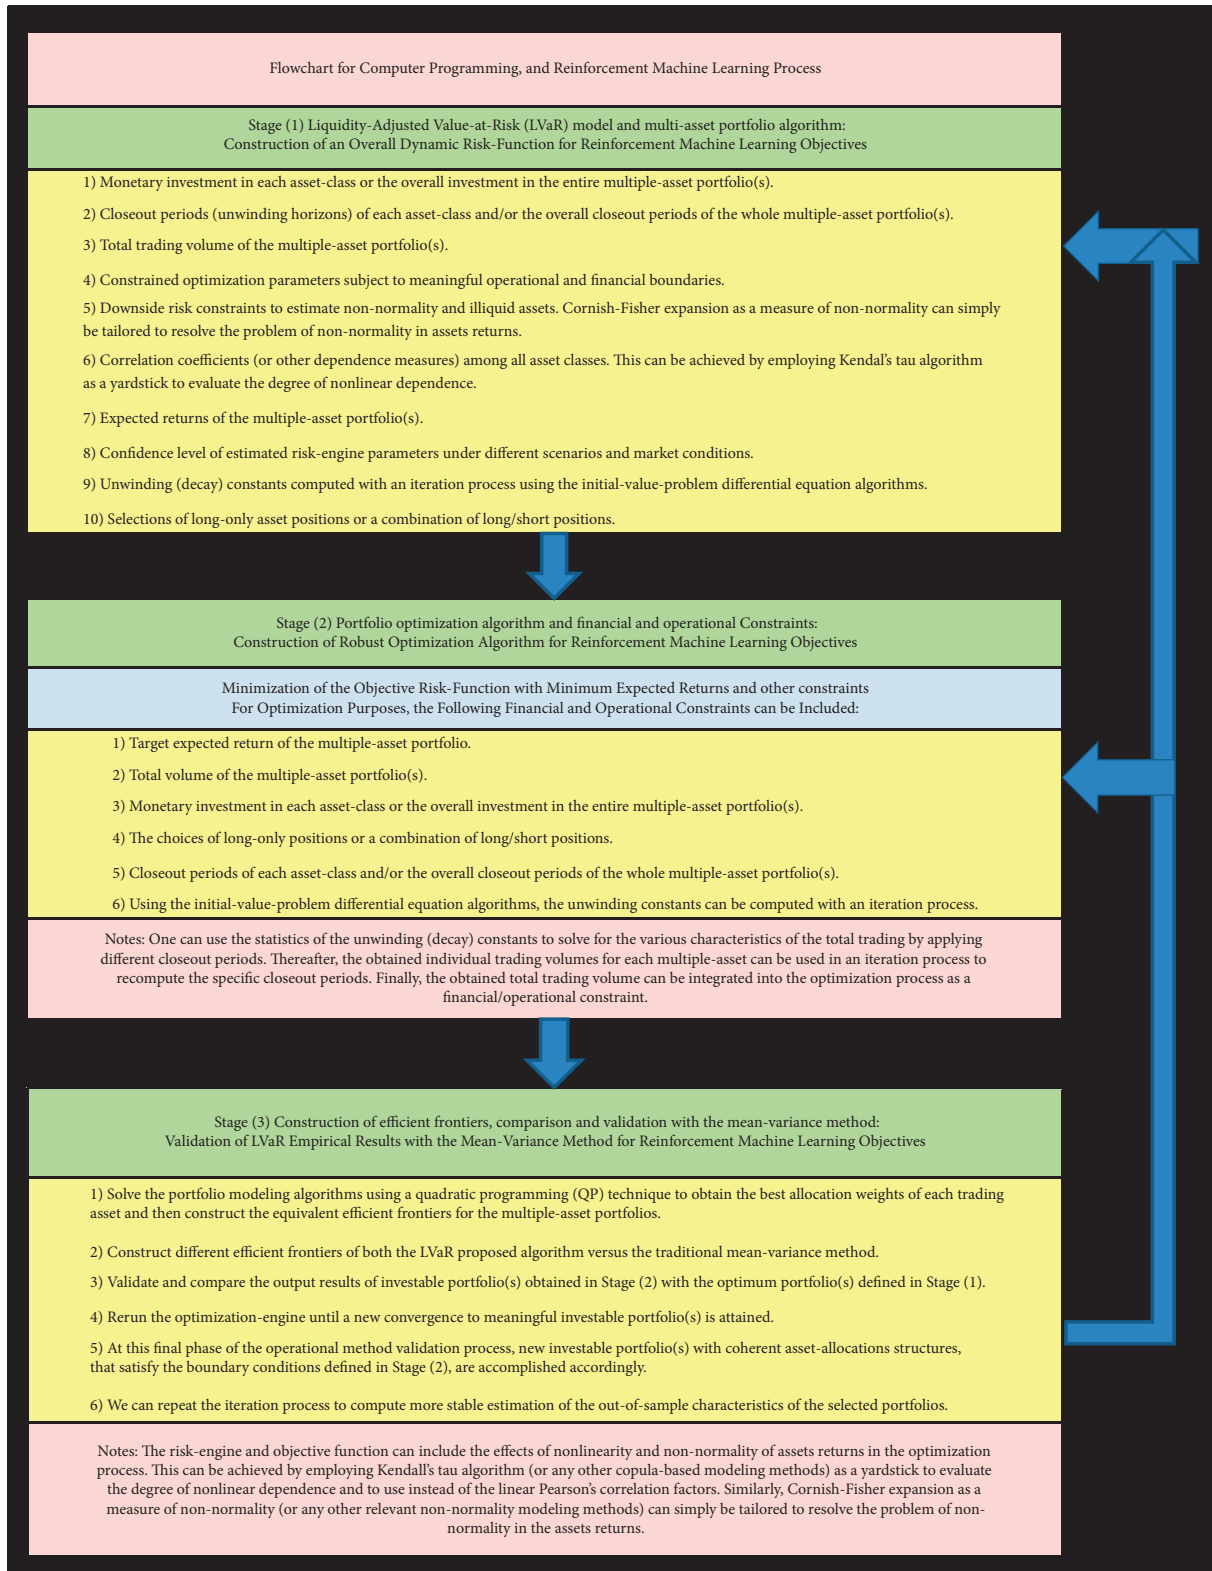 Flowchart for Computer Programming, and Reinforcement Machine Learning Process
Stage (1) Liquidity-Adjusted Value-at-Risk (LVaR) model and multi-asset portfolio algorithm:
Construction of an Overall Dynamic Risk-Function for Reinforcement Machine Learning Objectives
1) Monetary investment in each asset-class or the overall investment in the entire multiple-asset portfolio(s).
2) Closeout periods (unwinding horizons) of each asset-class and/or the overall closeout periods of the whole multiple-asset portfolio(s).
3) Total trading volume of the multiple-asset portfolio(s).
4) Constrained optimization parameters subject to meaningful operational and financial boundaries.
5) Downside risk constraints to estimate non-normality and illiquid assets. Cornish-Fisher expansion as a measure of non-normality can simply
be tailored to resolve the problem of non-normality in assets returns.
6) Correlation coefficients (or other dependence measures) among all asset classes. This can be achieved by employing Kendal's tau algorithm
as a yardstick to evaluate the degree of nonlinear dependence.
7) Expected returns of the multiple-asset portfolio(s).
8) Confidence level of estimated risk-engine parameters under different scenarios and market conditions.
9) Unwinding (decay) constants computed with an iteration process using the initial-value-problem differential equation algorithms.
10) Selections of long-only asset positions or a combination of long/short positions.
Stage (2) Portfolio optimization algorithm and financial and operational Constraints:
Construction of Robust Optimization Algorithm for Reinforcement Machine Learning Objectives
Minimization of the Objective Risk-Function with Minimum Expected Returns and other constraints
For Optimization Purposes, the Following Financial and Operational Constraints can be Included:
1) Target expected return of the multiple-asset portfolio.
2) Total volume of the multiple-asset portfolio(s).
3) Monetary investment in each asset-class or the overall investment in the entire multiple-asset portfolio(s).
4) The choices of long-only positions or a combination of long/short positions.
5) Closeout periods of each asset-class and/or the overall closeout periods of the whole multiple-asset portfolio(s).
6) Using the initial-value-problem differential equation algorithms, the unwinding constants can be computed with an iteration process.
Notes: One can use the statistics of the unwinding (decay) constants to solve for the various characteristics of the total trading by applying
different closeout periods. Thereafter, the obtained individual trading volumes for each multiple-asset can be used in an iteration process to
recompute the specific closeout periods. Finally, the obtained total trading volume can be integrated into the optimization process as a
financial/operational constraint.
Stage (3) Construction of efficient frontiers, comparison and validation with the mean-variance method:
Validation of LVaR Empirical Results with the Mean-Variance Method for Reinforcement Machine Learning Objectives
1) Solve the portfolio modeling algorithms using a quadratic programming (QP) technique to obtain the best allocation weights of each trading
asset and then construct the equivalent efficient frontiers for the multiple-asset portfolios.
2) Construct different efficient frontiers of both the LVaR proposed algorithm versus the traditional mean-variance method.
3) Validate and compare the output results of investable portfolio(s) obtained in Stage (2) with the optimum portfolio(s) defined in Stage (1).
4) Rerun the optimization-engine until a new convergence to meaningful investable portfolio(s) is attained.
5) At this final phase of the operational method validation process, new investable portfolio(s) with coherent asset-allocations structures,
that satisfy the boundary conditions defined in Stage (2), are accomplished accordingly.
6) We can repeat the iteration process to compute more stable estimation of the out-of-sample characteristics of the selected portfolios.
Notes: The risk-engine and objective function can include the effects of nonlinearity and non-normality of assets returns in the optimization
process. This can be achieved by employing Kendall's tau algorithm (or any other copula-based modeling methods) as a yardstick to evaluate
the degree of nonlinear dependence and to use instead of the linear Pearson's correlation factors. Similarly, Cornish-Fisher expansion as a
measure of non-normality (or any other relevant non-normality modeling methods) can simply be tailored to resolve the problem of non-
normality in the assets returns.